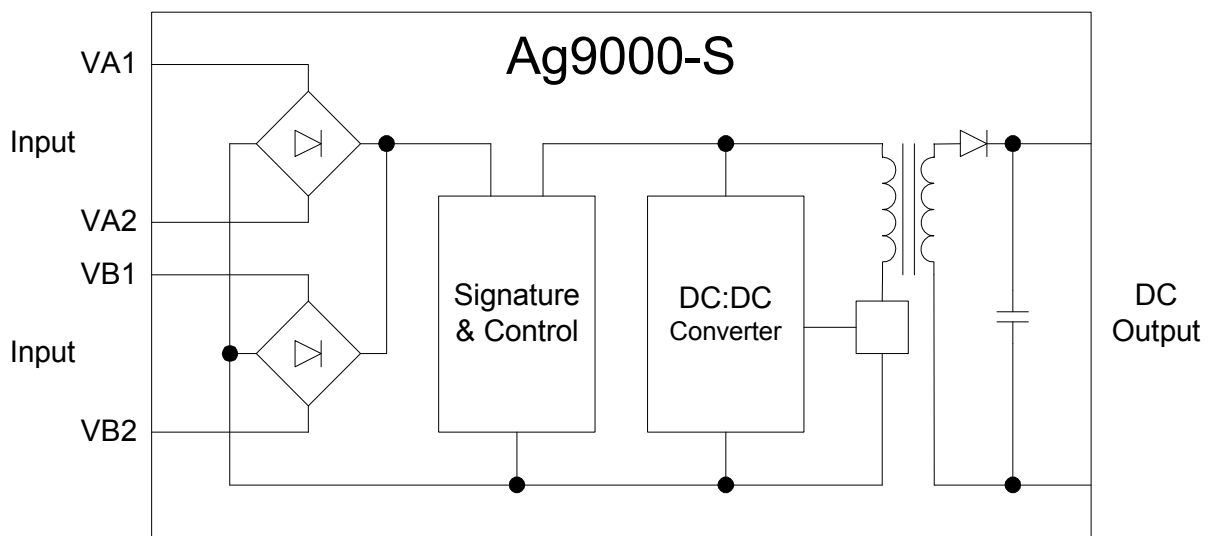 Ag9000-S
VA1
Input
VA2
VB1
Input
VB2
Signature
& Control
DC:DC
Converter
DC
Output